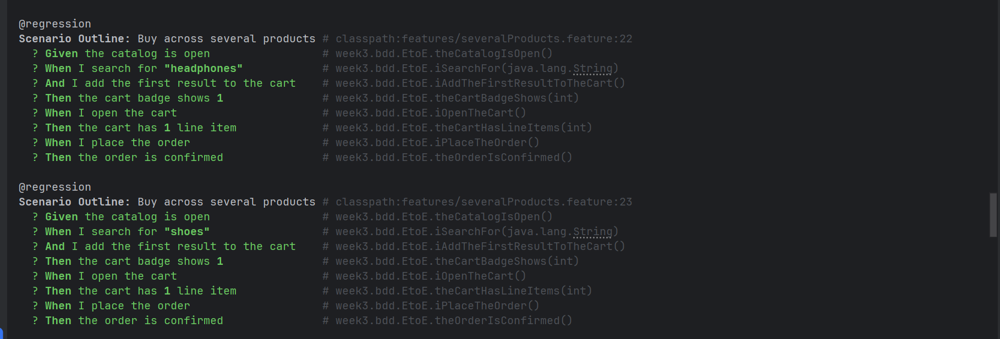 @regression
Scenario Outline: Buy across several products # classpath:features/severalProducts.feature:22
? Given the catalog is open # week3.bdd.EtoE.theCatalogIsOpen()
? When I search for "headphones" # week3.bdd.EtoE.iSearchFor(java.lang.String)
? And I add the first result to the cart # week3.bdd.EtoE.iAddTheFirstResultToTheCart()
? Then the cart badge shows 1 # week3.bdd.EtoE.theCartBadgeShows(int)
? When I open the cart # week3.bdd.EtoE.iOpenTheCart()
? Then the cart has 1 line item # week3.bdd.EtoE.theCartHasLineItems(int)
? When I place the order # week3.bdd.EtoE.iPlaceTheOrder()
? Then the order is confirmed # week3.bdd.EtoE.theOrderIsConfirmed()
@regression
Scenario Outline: Buy across several products # classpath:features/severalProducts.feature:23
? Given the catalog is open # week3.bdd.EtoE.theCatalogIsOpen()
? When I search for "shoes" # week3.bdd.EtoE.iSearchFor(java.lang.String)
? And I add the first result to the cart # week3.bdd.EtoE.iAddTheFirstResultToTheCart()
? Then the cart badge shows 1 # week3.bdd.EtoE.theCartBadgeShows(int)
? When I open the cart # week3.bdd.EtoE.iOpenTheCart()
? Then the cart has 1 line item # week3.bdd.EtoE.theCartHasLineItems(int)
? When I place the order # week3.bdd.EtoE.iPlaceTheOrder()
? Then the order is confirmed # week3.bdd.EtoE.theOrderIsConfirmed()